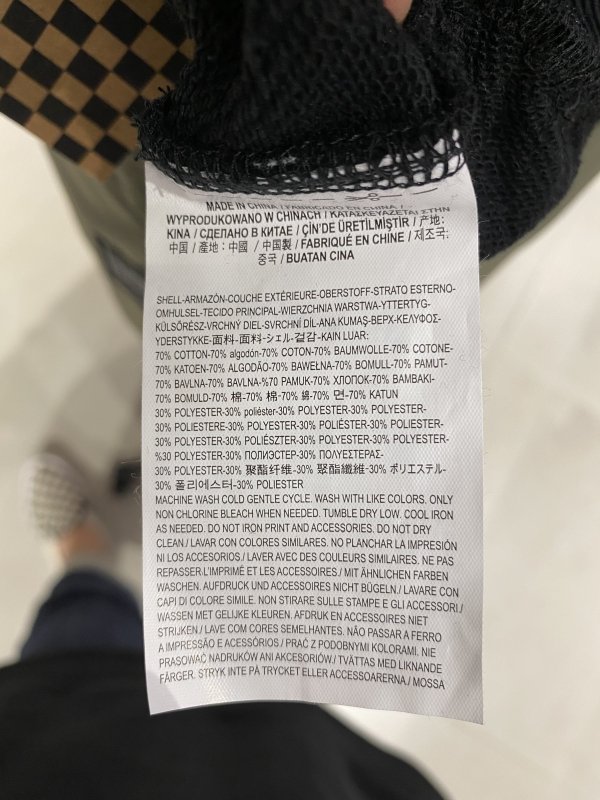 MADE IN CHINA / FABRICADO EN CHINA /
WYPRODUKOWANO W CHINACH / ΚΑΤΑΣΚΕΥΑΖΕΤΑΙ ΣΤΗΝ
ΚΙΝΑ / СДЕЛАНО В КИТАЕ / ÇİN'DE ÜRETİLMİŞTİR / 产地:
中国 / 產地: 中國 / 中国製 / FABRIQUÉ EN CHINE / 제조국:
중국 / BUATAN CINA
SHELL-ARMAZÓN-COUCHE EXTÉRIEURE-OBERSTOFF-STRATO ESTERNO-
OMHULSEL-TECIDO PRINCIPAL-WIERZCHNIA WARSTWA-YTTERTYG-
KÜLSŐRÉSZ-VRCHNÝ DIEL-SVRCHNÍ DÍL-ANA KUMAŞ-ВЕРХ-ΚΕΛΥΦΟΣ-
YDERSTYKKE-面料-面料-シェル-겉감-KAIN LUAR:
70% COTTON-70% algodón-70% COTON-70% BAUMWOLLE-70% COTONE-
70% KATOEN-70% ALGODÃO-70% BAWEŁNA-70% BOMULL-70% PAMUT-
70% BAVLNA-70% BAVLNA-%70 PAMUK-70% ХЛОПОК-70% ΒΑΜΒΑΚΙ-
70% BOMULD-70% 棉-70% 棉-70% 綿-70% 면-70% KATUN
30% POLYESTER-30% poliéster-30% POLYESTER-30% POLYESTER-
30% POLIESTERE-30% POLYESTER-30% POLIÉSTER-30% POLIESTER-
30% POLYESTER-30% POLIÉSZTER-30% POLYESTER-30% POLYESTER-
%30 POLYESTER-30% ПОЛИЭСТЕР-30% ΠΟΛΥΕΣΤΕΡΑΣ-
30% POLYESTER-30% 聚酯纤维-30% 聚酯纖維-30% ポリエステル-
30% 폴리에스터-30% POLIESTER
MACHINE WASH COLD GENTLE CYCLE. WASH WITH LIKE COLORS. ONLY
NON CHLORINE BLEACH WHEN NEEDED. TUMBLE DRY LOW. COOL IRON
AS NEEDED. DO NOT IRON PRINT AND ACCESSORIES. DO NOT DRY
CLEAN / LAVAR CON COLORES SIMILARES. NO PLANCHAR LA IMPRESIÓN
NI LOS ACCESORIOS./ LAVER AVEC DES COULEURS SIMILAIRES. NE PAS
REPASSER L'IMPRIMÉ ET LES ACCESSOIRES./ MIT ÄHNLICHEN FARBEN
WASCHEN. AUFDRUCK UND ACCESSOIRES NICHT BÜGELN./ LAVARE CON
CAPI DI COLORE SIMILE. NON STIRARE SULLE STAMPE E GLI ACCESSORI./
WASSEN MET GELIJKE KLEUREN. AFDRUK EN ACCESSOIRES NIET
STRIJKEN./ LAVE COM CORES SEMELHANTES. NÃO PASSAR A FERRO
A IMPRESSÃO E ACESSÓRIOS./ PRAĆ Z PODOBNYMI KOLORAMI. NIE
PRASOWAĆ NADRUKÓW ANI AKCESORIÓW./ TVÄTTAS MED LIKNANDE
FÄRGER. STRYK INTE PÅ TRYCKET ELLER ACCESSOARERNA./ MOSSA